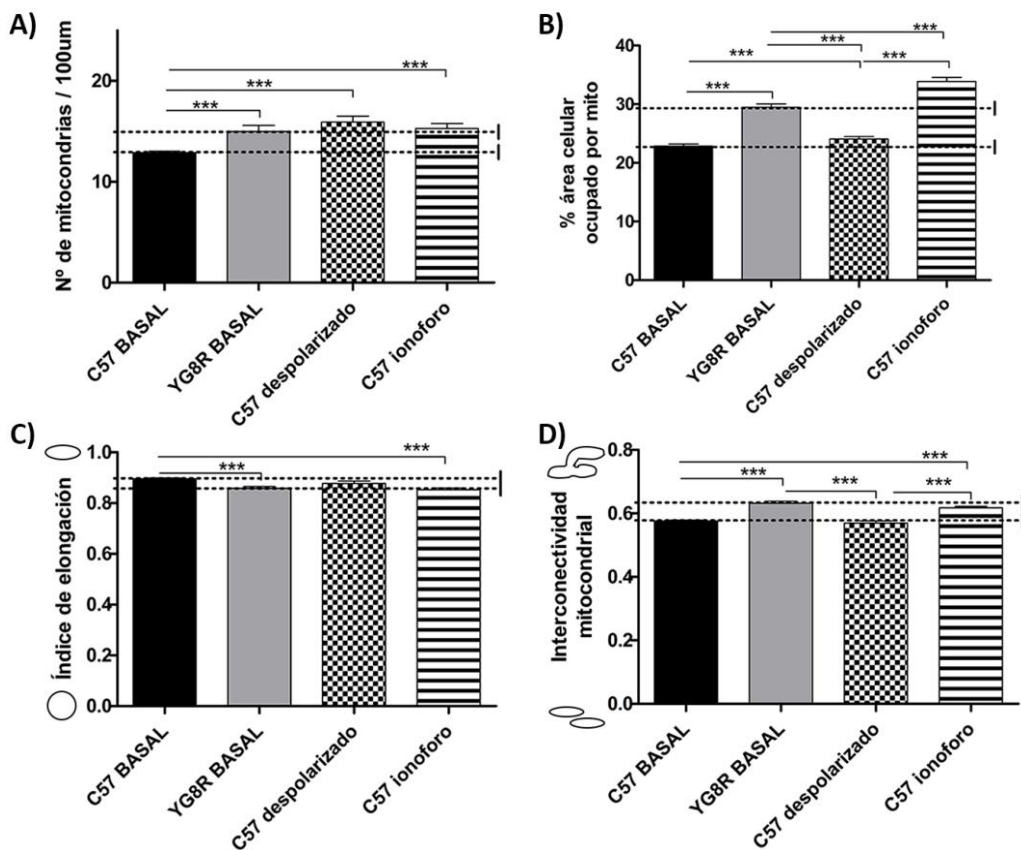 A)
Nº de mitocondrias / 100um
20
10
0
***
***
***
C57 BASAL
YG8R BASAL
C57 despolarizado
C57 ionoforo
B)
% área celular
ocupado por mito
40
30
20
10
0
***
***
***
***
***
C57 BASAL
YG8R BASAL
C57 despolarizado
C57 ionoforo
C)
Índice de elongación
1.0
0.8
0.6
0.4
0.2
0.0
***
***
C57 BASAL
YG8R BASAL
C57 despolarizado
C57 ionoforo
D)
Interconectividad
mitocondrial
0.8
0.6
0.4
0.2
0.0
***
***
***
***
C57 BASAL
YG8R BASAL
C57 despolarizado
C57 ionoforo